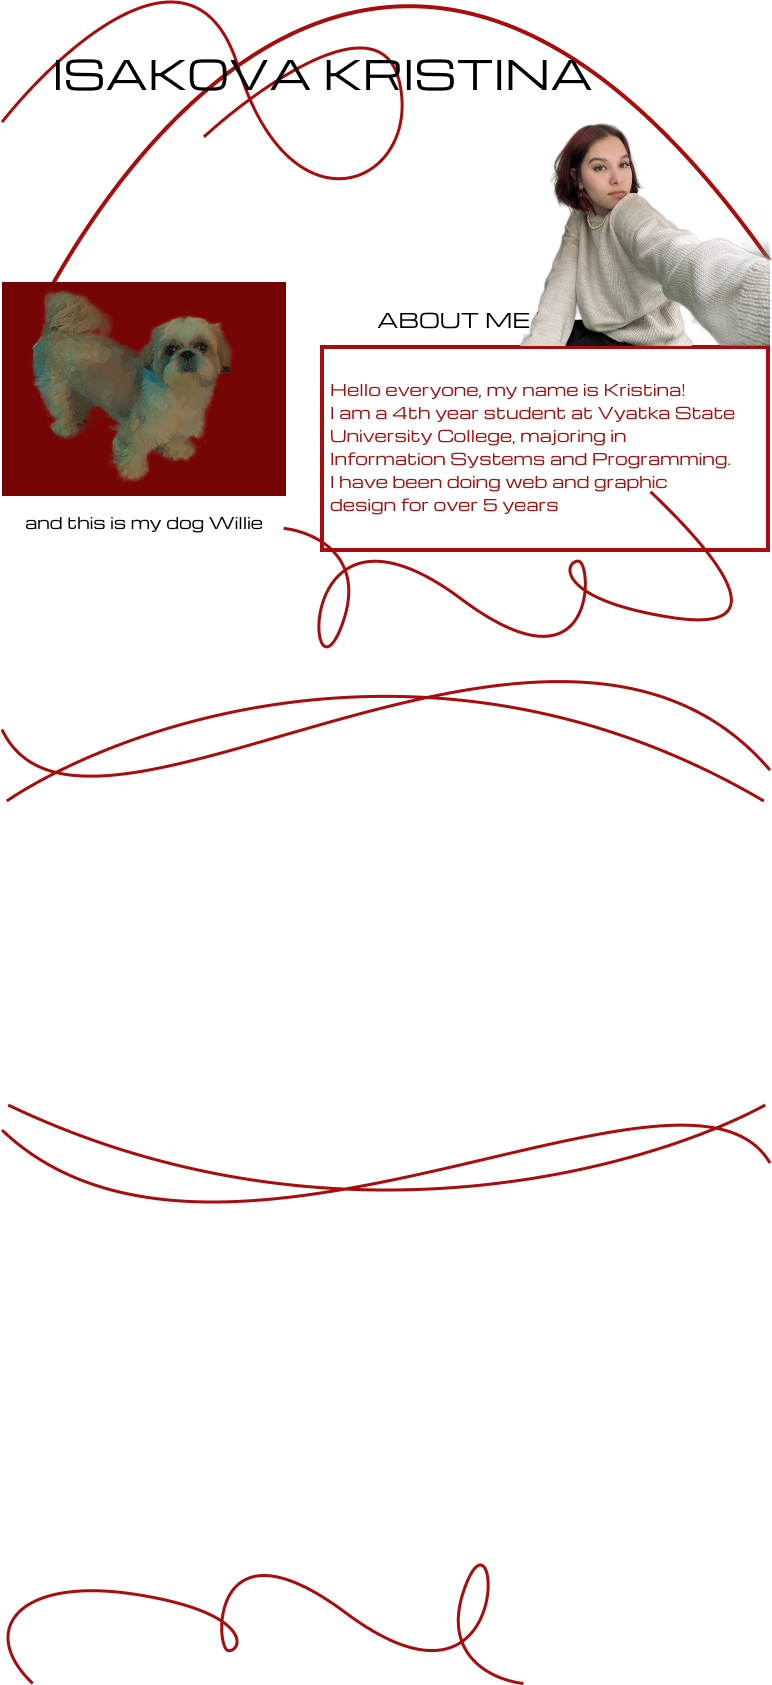 ISAKOVA KRISTINA
ABOUT ME
Hello everyone, my name is Kristina!
I am a 4th year student at Vyatka State
University College, majoring in
Information Systems and Programming.
I have been doing web and graphic
design for over 5 years
and this is my dog Willie